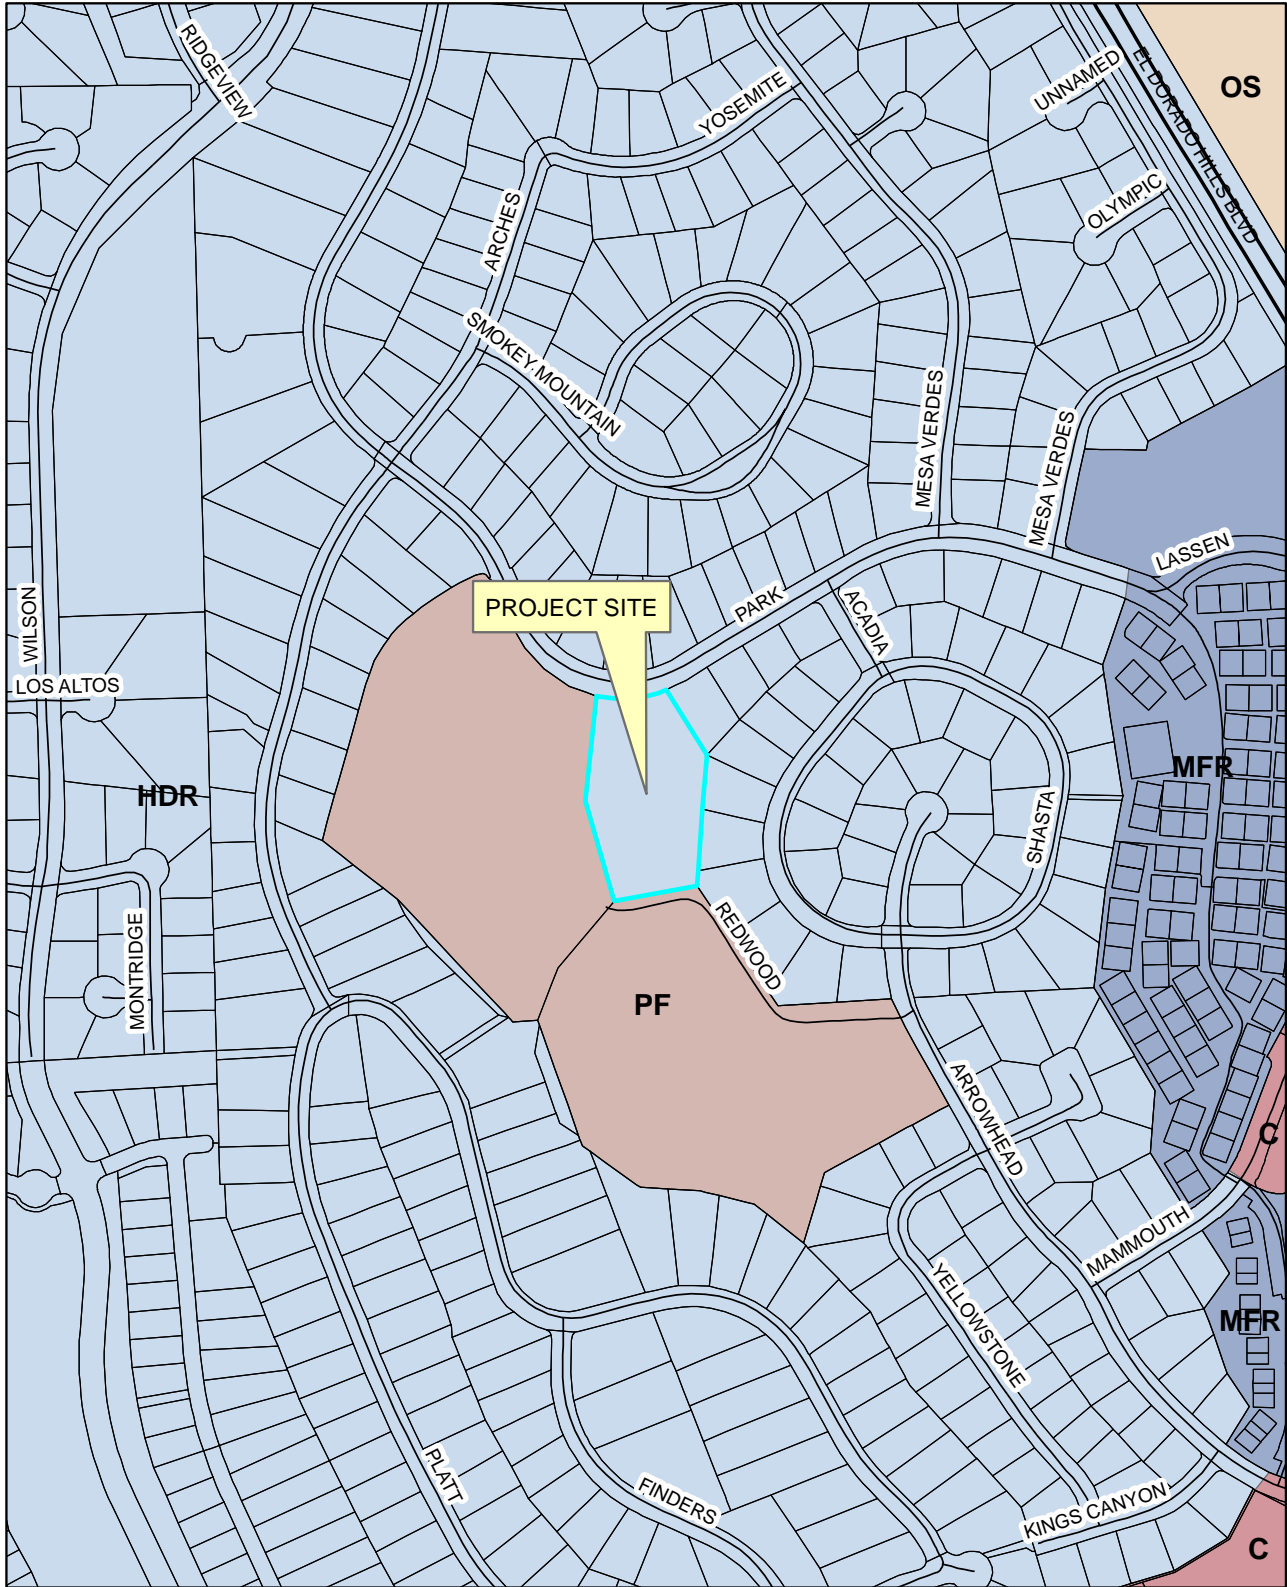 RIDGEVIEW
YOSEMITE
UNNAMED
EL DORADO HILLS BLVD
OS
OLYMPIC
ARCHES
SMOKEY MOUNTAIN
MESA VERDES
MESA VERDES
LASSEN
WILSON
PROJECT SITE
PARK
ACADIA
LOS ALTOS
HDR
MFR
SHASTA
MONTRIDGE
REDWOOD
PF
ARROWHEAD
C
MAMMOUTH
YELLOWSTONE
MFR
PLATT
FINDERS
KINGS CANYON
C